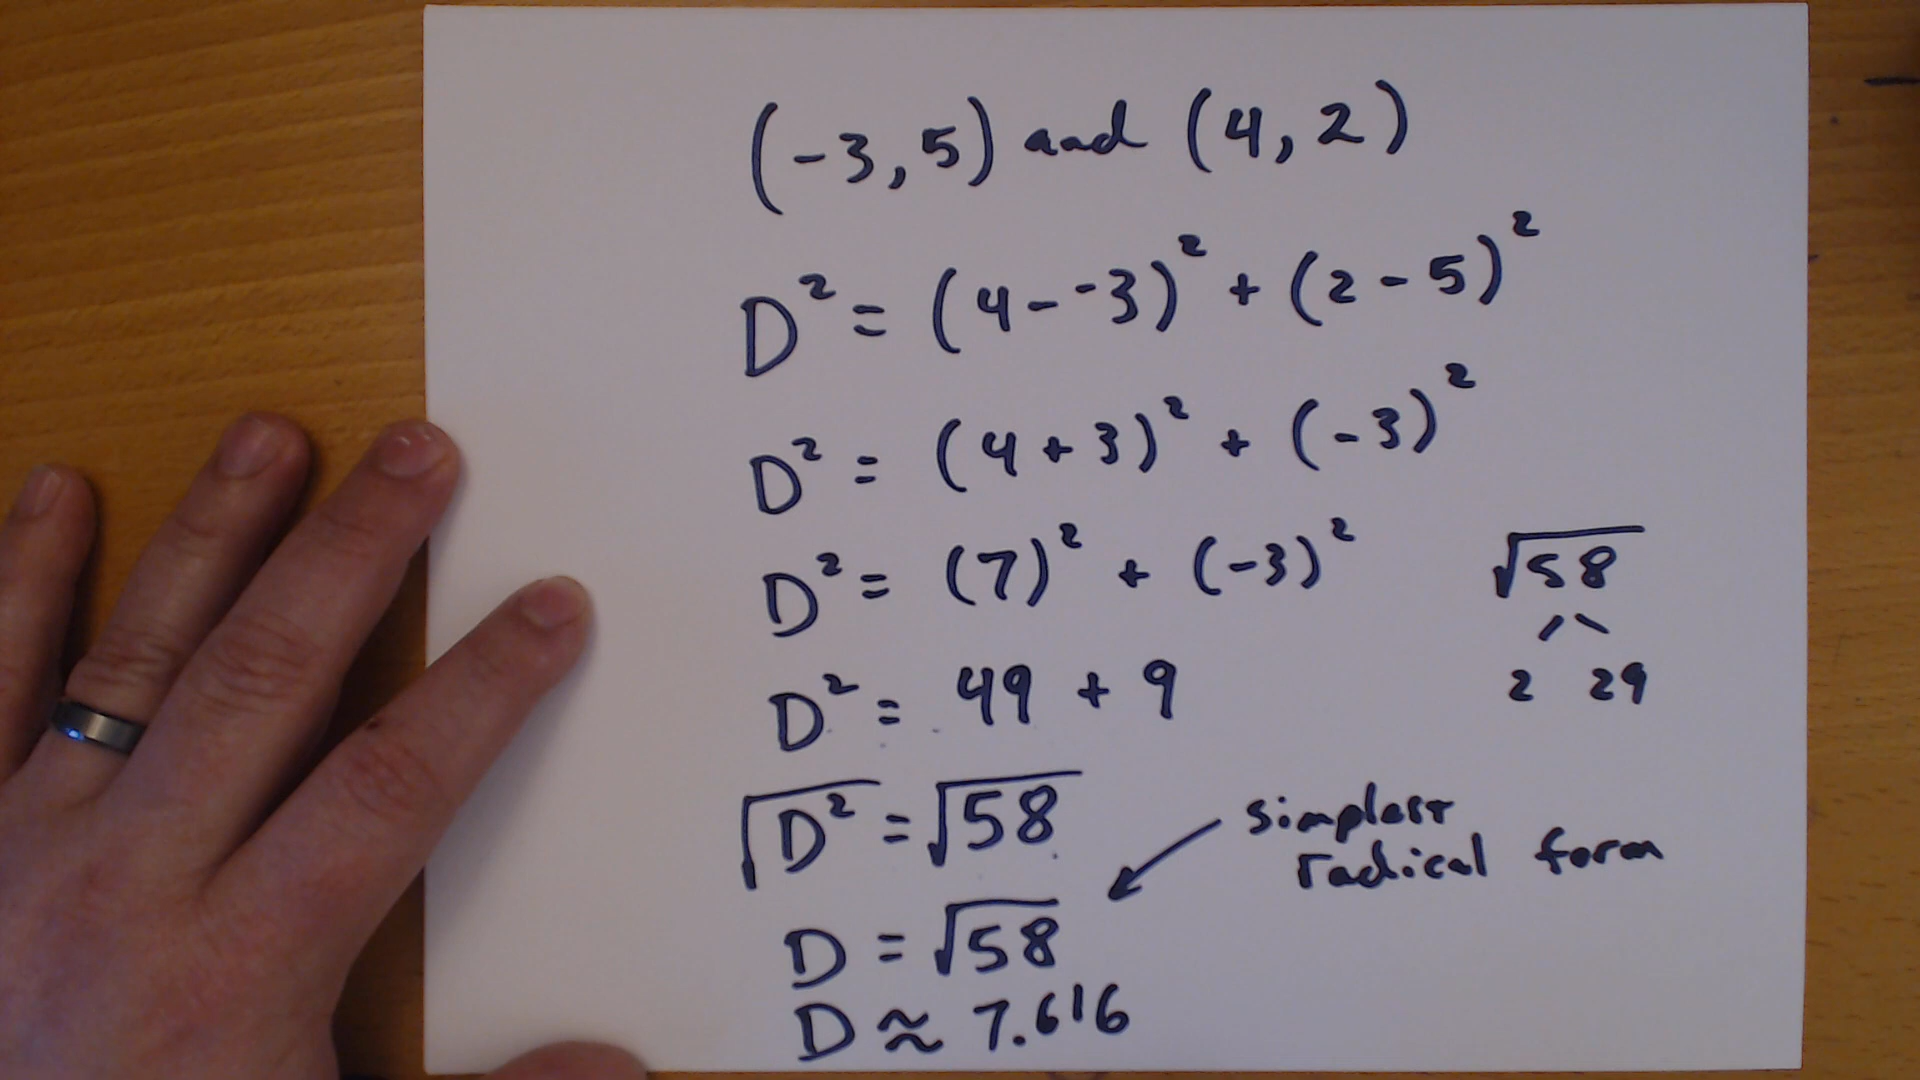 (-3, 5) and (4, 2)
D² = (4 - -3)² + (2 - 5)²
D² = (4 + 3)² + (-3)²
D² = (7)² + (-3)²
√58
2 29
D² = 49 + 9
√D² = √58
simplest
radical form
D = √58
D ≈ 7.616